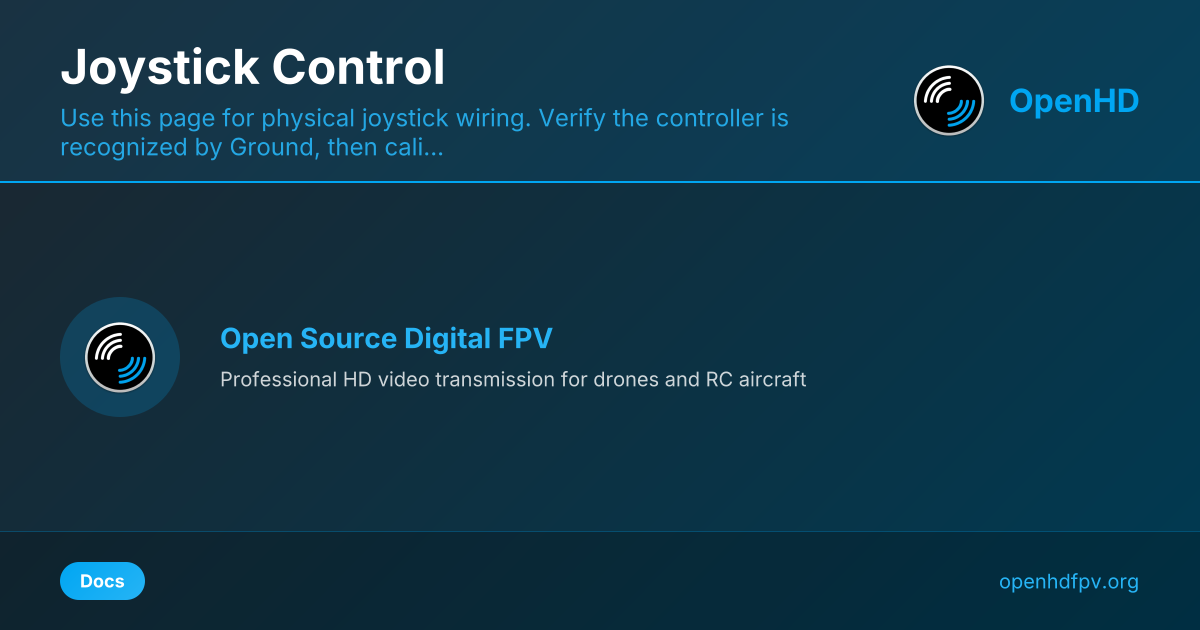 Joystick Control
Use this page for physical joystick wiring. Verify the controller is
recognized by Ground, then cali...
OpenHD
Open Source Digital FPV
Professional HD video transmission for drones and RC aircraft
Docs
openhdfpv.org